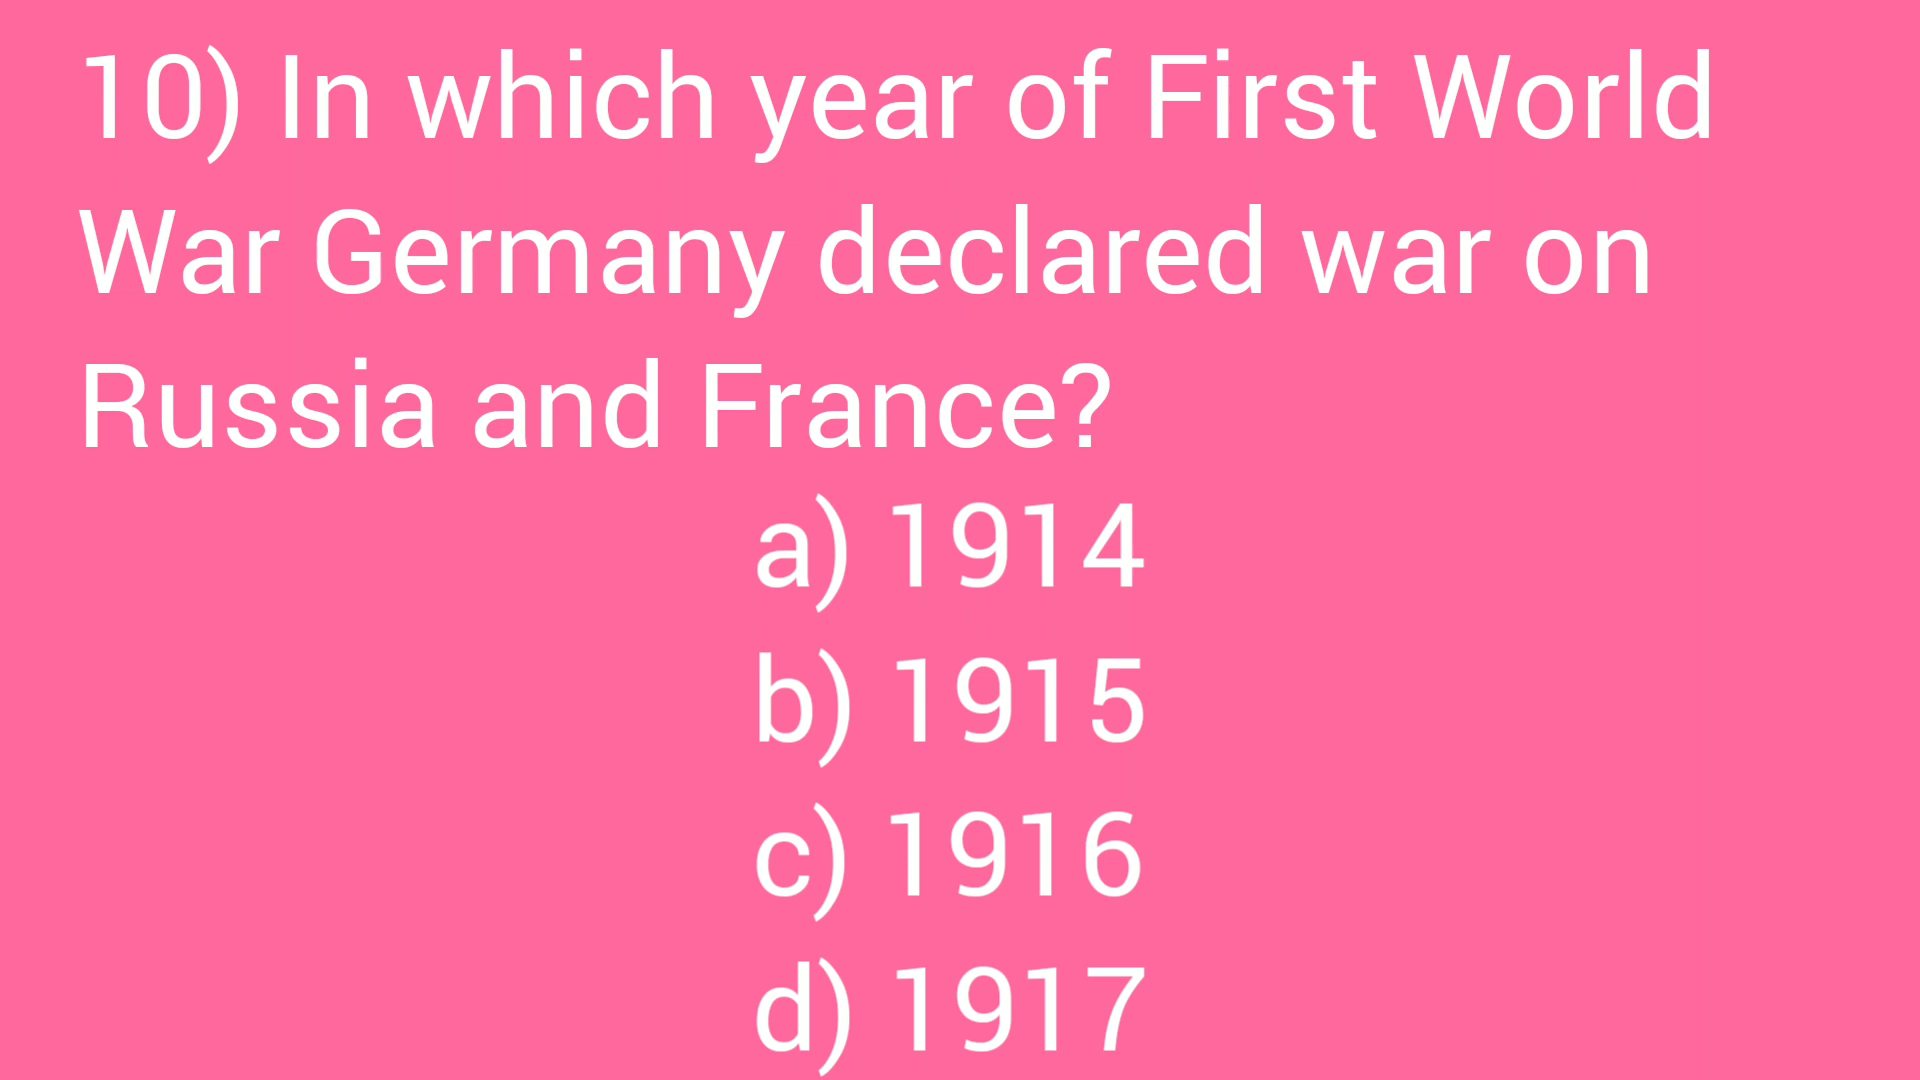 10) In which year of First World
War Germany declared war on
Russia and France?
a) 1914
b) 1915
c) 1916
d) 1917